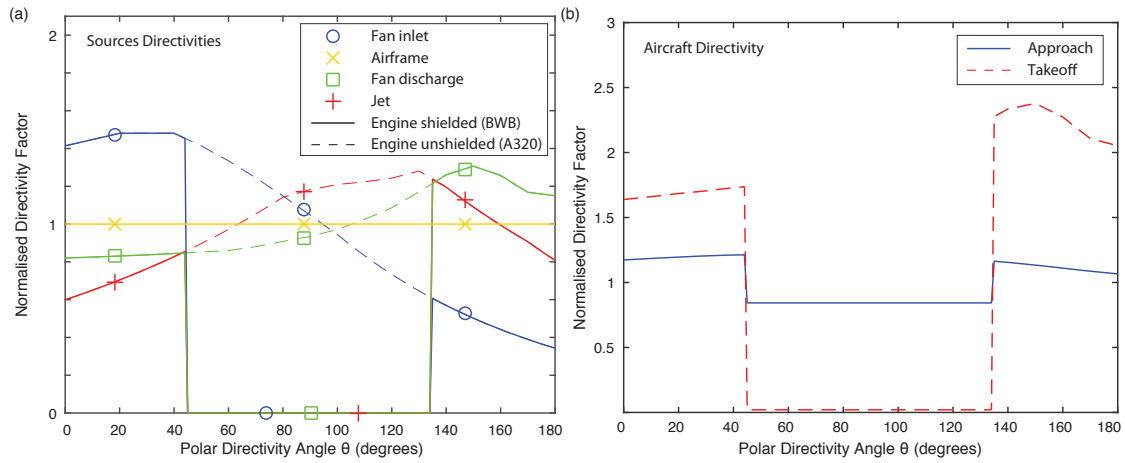 (a)
Sources Directivities
Fan inlet
Airframe
Fan discharge
Jet
Engine shielded (BWB)
Engine unshielded (A320)
Normalised Directivity Factor
2
1
0
0 20 40 60 80 100 120 140 160 180
Polar Directivity Angle θ (degrees)
(b)
Aircraft Directivity
Approach
Takeoff
Normalised Directivity Factor
3
2.5
2
1.5
1
0.5
0 20 40 60 80 100 120 140 160 180
Polar Directivity Angle θ (degrees)